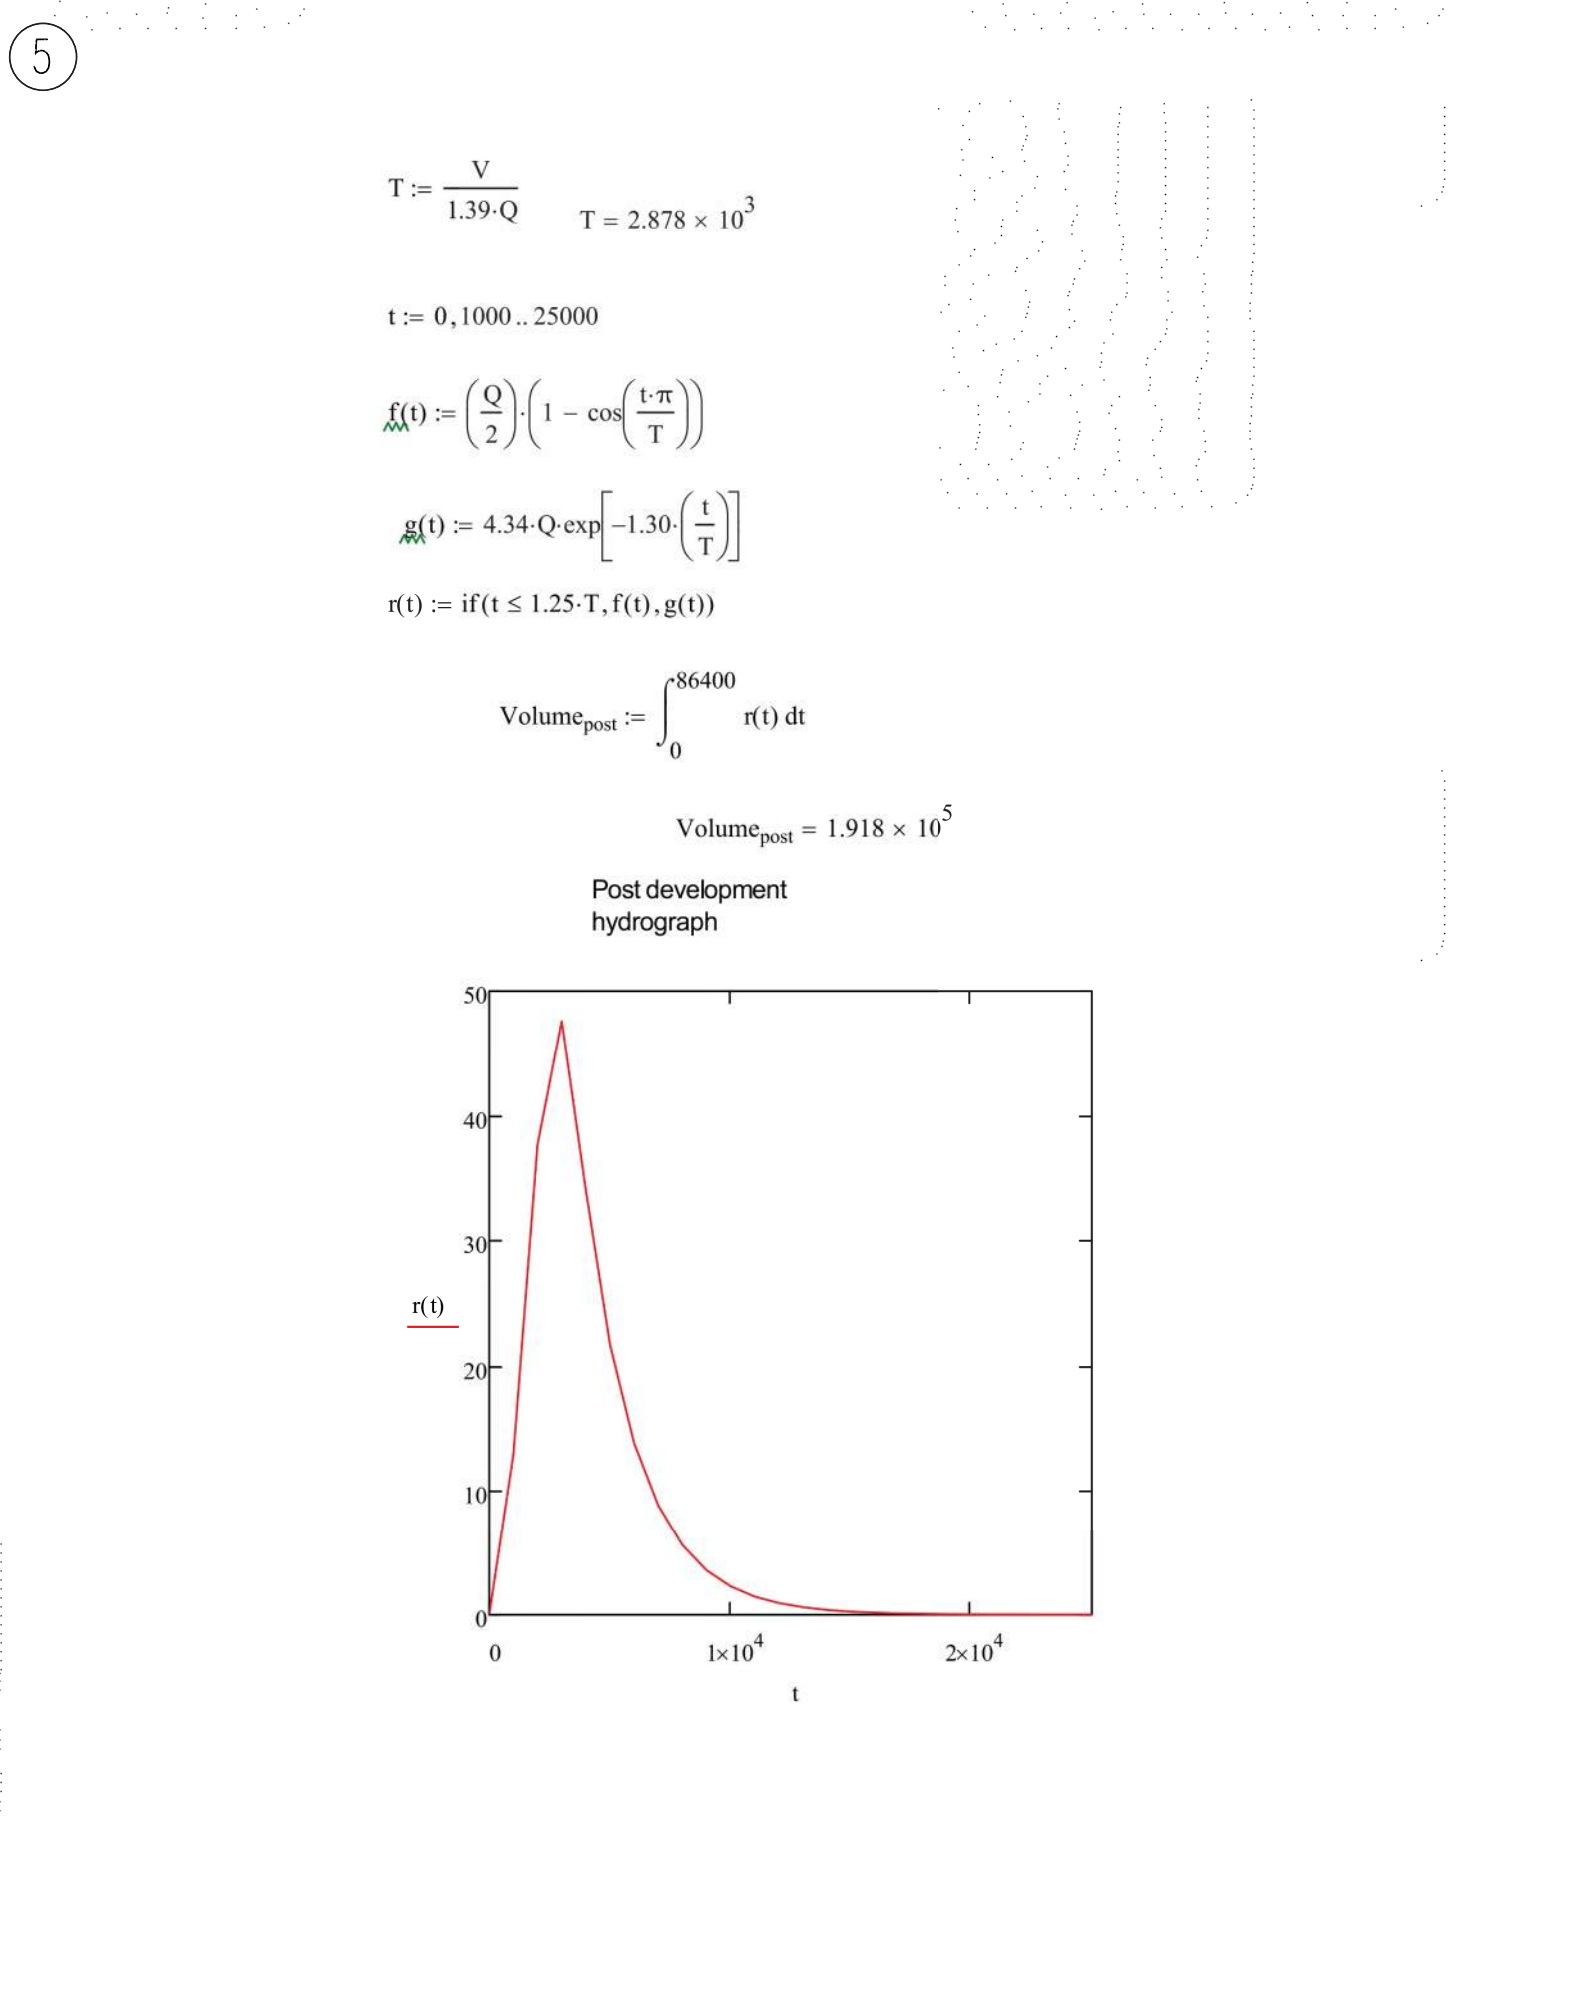 5
T := V / 1.39·Q
T = 2.878 × 10^3
t := 0,1000 .. 25000
f(t) := (Q/2)·(1 − cos(t·π/T))
g(t) := 4.34·Q·exp[−1.30·(t/T)]
r(t) := if(t ≤ 1.25·T, f(t), g(t))
Volume_post := ∫_0^86400 r(t) dt
Volume_post = 1.918 × 10^5
Post development
hydrograph
50
40
30
r(t)
20
10
0
0 1×10^4 2×10^4
t